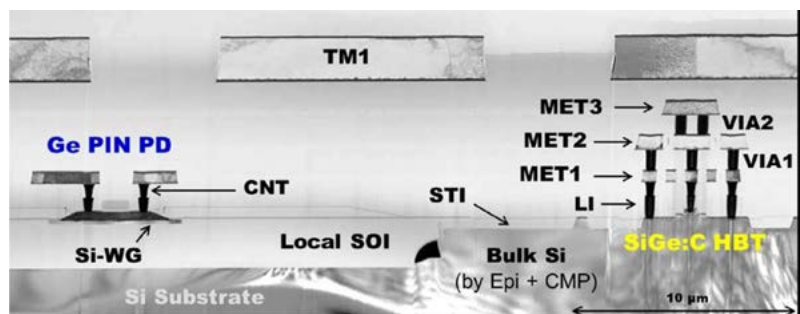 TM1
MET3
VIA2
MET2
VIA1
Ge PIN PD
MET1
CNT
STI
LI
Si-WG
Local SOI
Bulk Si
SiGe:C HBT
(by Epi + CMP)
Si Substrate
10 µm